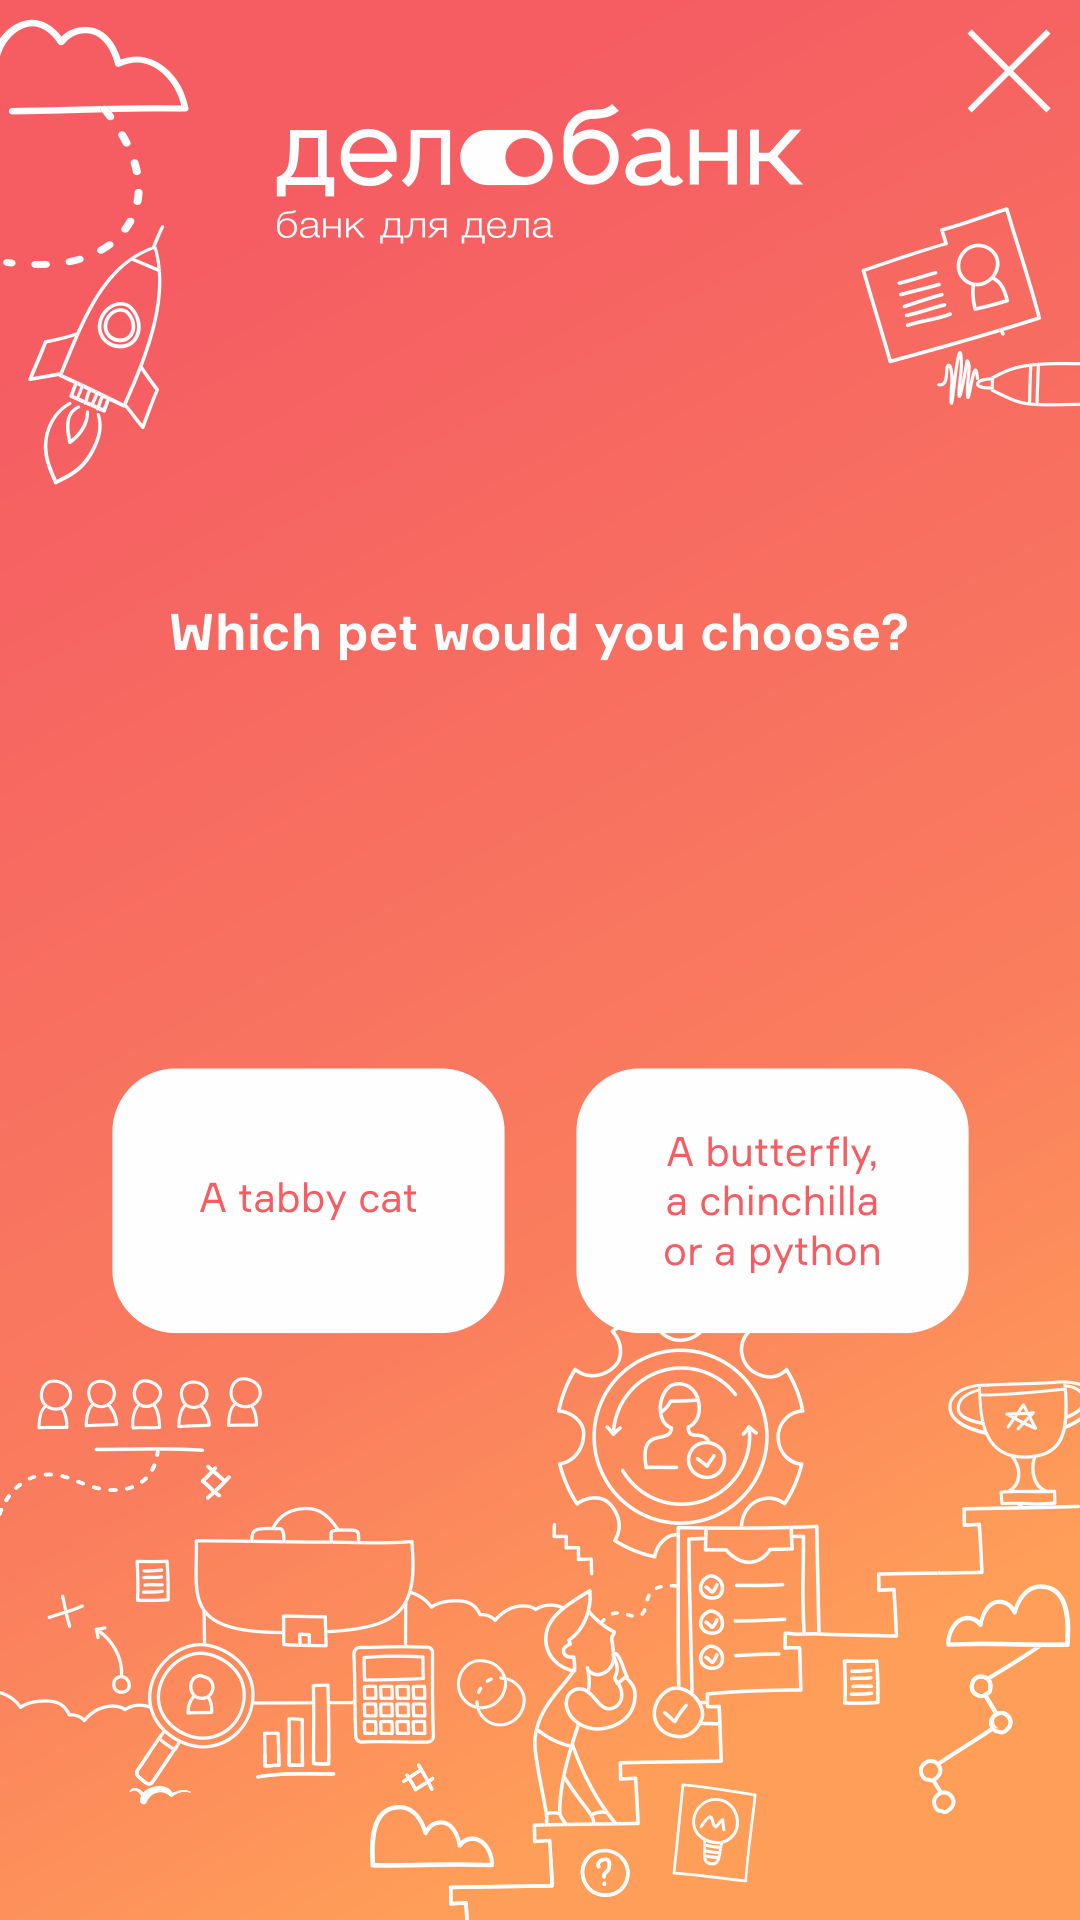 делобанк
банк для дела
Which pet would you choose?
A tabby cat
A butterfly,
a chinchilla
or a python
?